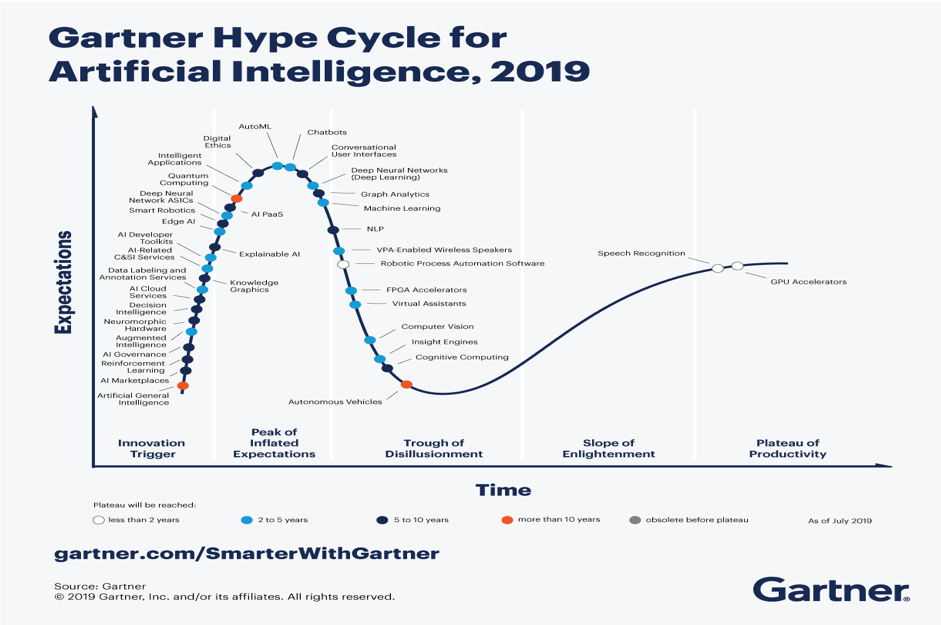 Gartner Hype Cycle for
Artificial Intelligence, 2019
Expectations
AutoML
Chatbots
Digital
Ethics
Conversational
User Interfaces
Intelligent
Applications
Deep Neural Networks
(Deep Learning)
Quantum
Computing
Graph Analytics
Deep Neural
Network ASICs
Machine Learning
Smart Robotics
AI PaaS
Edge AI
NLP
AI Developer
Toolkits
VPA-Enabled Wireless Speakers
AI-Related
C&SI Services
Explainable AI
Robotic Process Automation Software
Speech Recognition
Data Labeling and
Annotation Services
Knowledge
Graphics
GPU Accelerators
AI Cloud
Services
FPGA Accelerators
Decision
Intelligence
Virtual Assistants
Neuromorphic
Hardware
Computer Vision
Augmented
Intelligence
Insight Engines
AI Governance
Cognitive Computing
Reinforcement
Learning
AI Marketplaces
Artificial General
Intelligence
Autonomous Vehicles
Innovation
Trigger
Peak of
Inflated
Expectations
Trough of
Disillusionment
Slope of
Enlightenment
Plateau of
Productivity
Time
Plateau will be reached:
less than 2 years
2 to 5 years
5 to 10 years
more than 10 years
obsolete before plateau
As of July 2019
gartner.com/SmarterWithGartner
Source: Gartner
© 2019 Gartner, Inc. and/or its affiliates. All rights reserved.
Gartner®